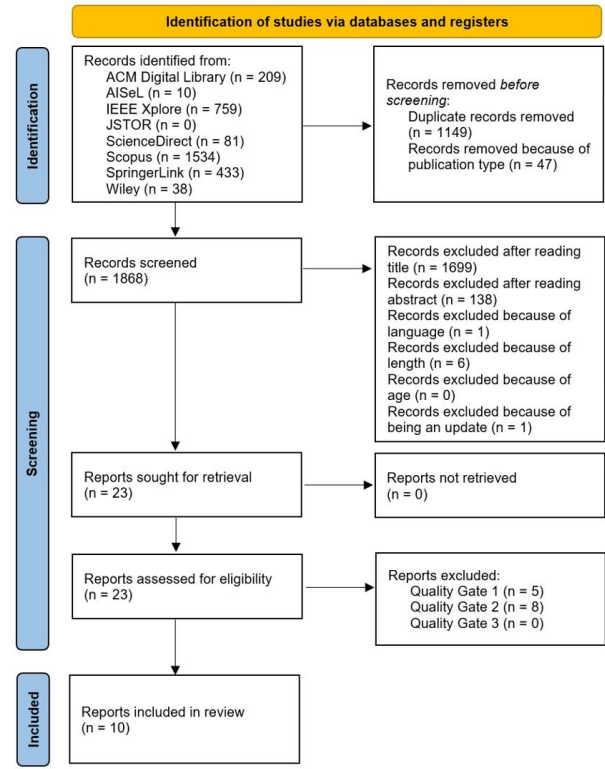 Identification of studies via databases and registers
Identification
Records identified from:
ACM Digital Library (n = 209)
AISeL (n = 10)
IEEE Xplore (n = 759)
JSTOR (n = 0)
ScienceDirect (n = 81)
Scopus (n = 1534)
SpringerLink (n = 433)
Wiley (n = 38)
Records removed before
screening:
Duplicate records removed
(n = 1149)
Records removed because of
publication type (n = 47)
Screening
Records screened
(n = 1868)
Records excluded after reading
title (n = 1699)
Records excluded after reading
abstract (n = 138)
Records excluded because of
language (n = 1)
Records excluded because of
length (n = 6)
Records excluded because of
age (n = 0)
Records excluded because of
being an update (n = 1)
Reports sought for retrieval
(n = 23)
Reports not retrieved
(n = 0)
Reports assessed for eligibility
(n = 23)
Reports excluded:
Quality Gate 1 (n = 5)
Quality Gate 2 (n = 8)
Quality Gate 3 (n = 0)
Included
Reports included in review
(n = 10)